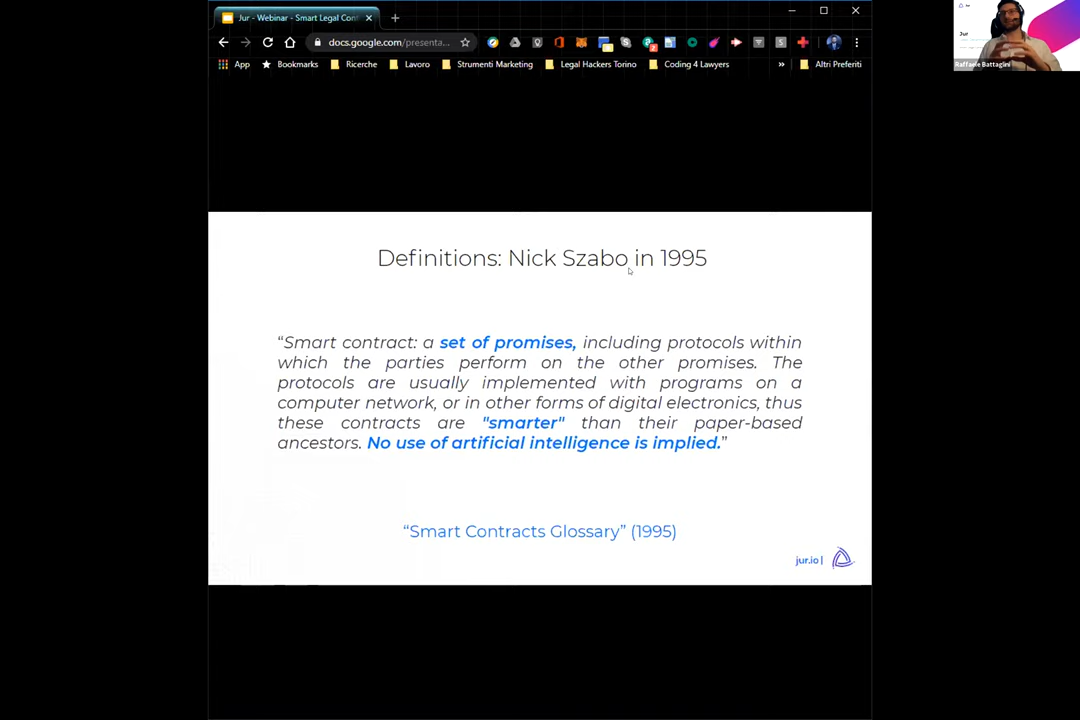 Jur - Webinar - Smart Legal Con
docs.google.com/presenta...
App
Bookmarks
Ricerche
Lavoro
Strumenti Marketing
Legal Hackers Torino
Coding 4 Lawyers
»
Altri Preferiti
Jur
Jur
Raffaele Battaglini
Definitions: Nick Szabo in 1995
“Smart contract: a set of promises, including protocols within
which the parties perform on the other promises. The
protocols are usually implemented with programs on a
computer network, or in other forms of digital electronics, thus
these contracts are "smarter" than their paper-based
ancestors. No use of artificial intelligence is implied.”
“Smart Contracts Glossary” (1995)
jur.io |